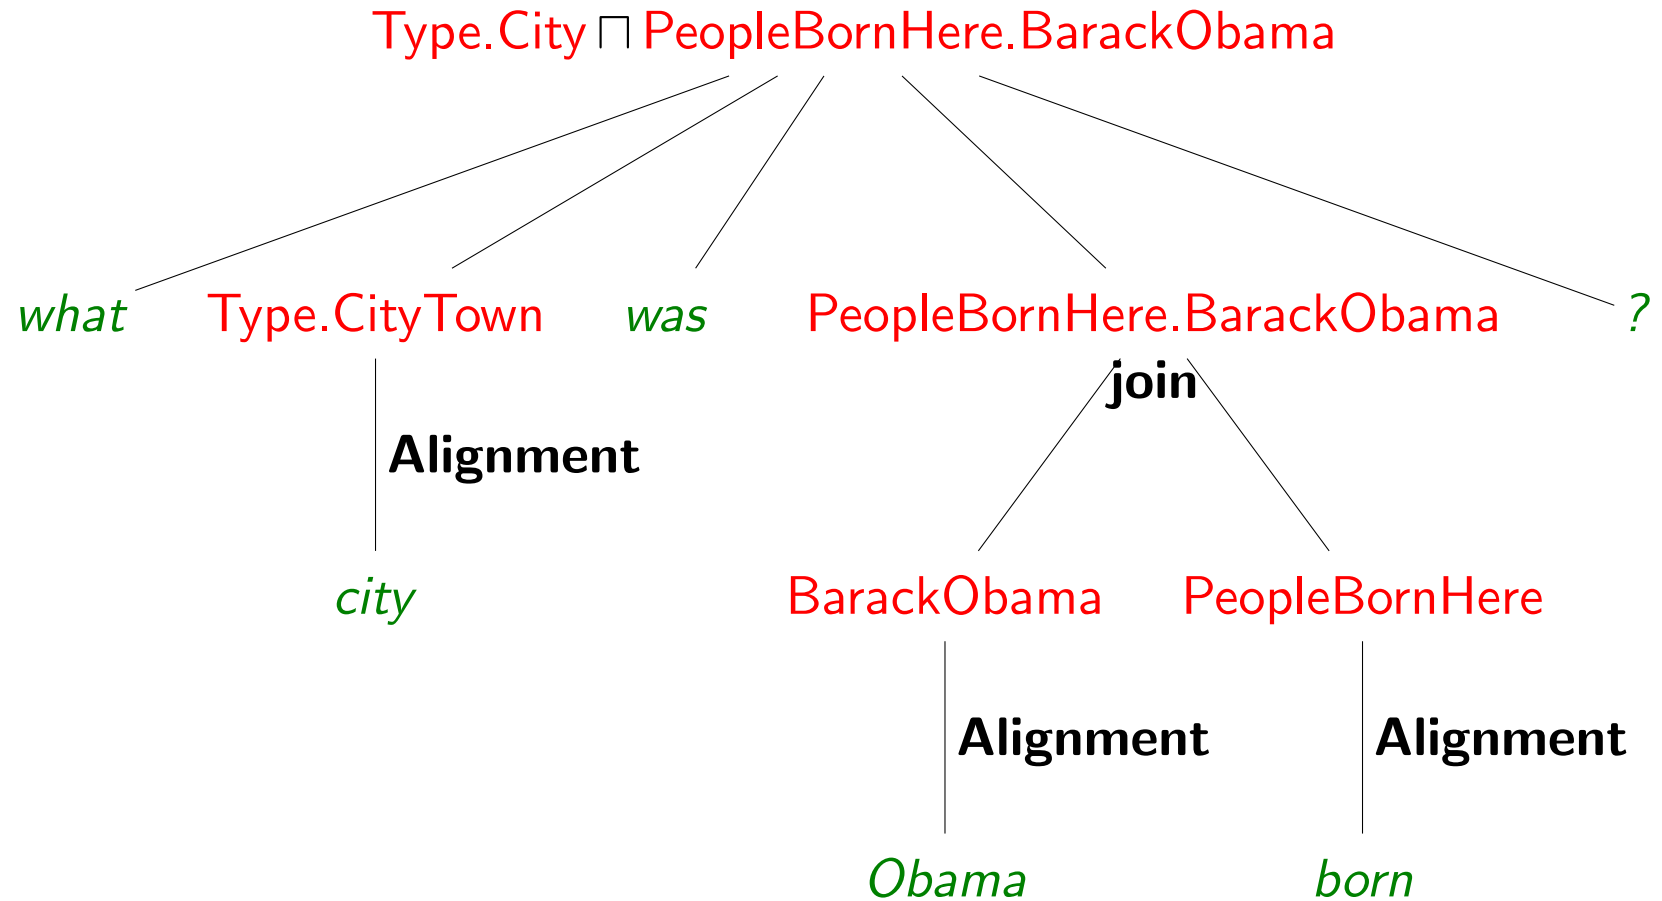 Type.City ⊓ PeopleBornHere.BarackObama
what Type.CityTown was PeopleBornHere.BarackObama ?
join
Alignment
city BarackObama PeopleBornHere
Alignment Alignment
Obama born